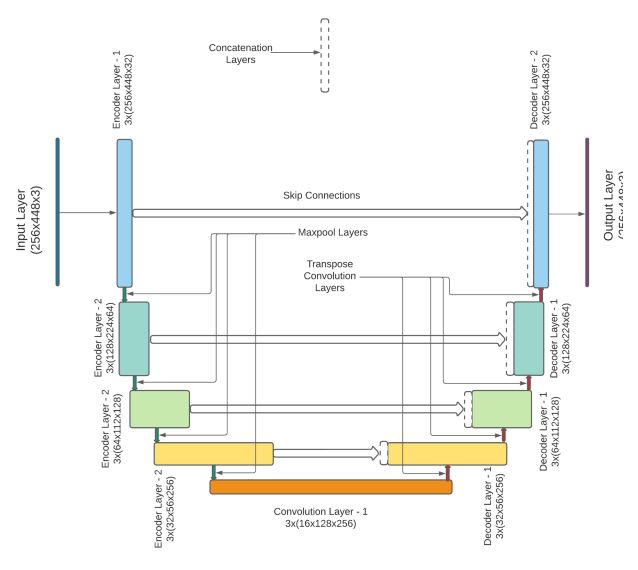 Concatenation
Layers
Encoder Layer - 1
3x(256x448x32)
Decoder Layer - 2
3x(256x448x32)
Input Layer
(256x448x3)
Skip Connections
Output Layer
(256x448x3)
Maxpool Layers
Transpose
Convolution
Layers
Encoder Layer - 2
3x(128x224x64)
Decoder Layer - 1
3x(128x224x64)
Encoder Layer - 2
3x(64x112x128)
Decoder Layer - 1
3x(64x112x128)
Encoder Layer - 2
3x(32x56x256)
Decoder Layer - 1
3x(32x56x256)
Convolution Layer - 1
3x(16x128x256)